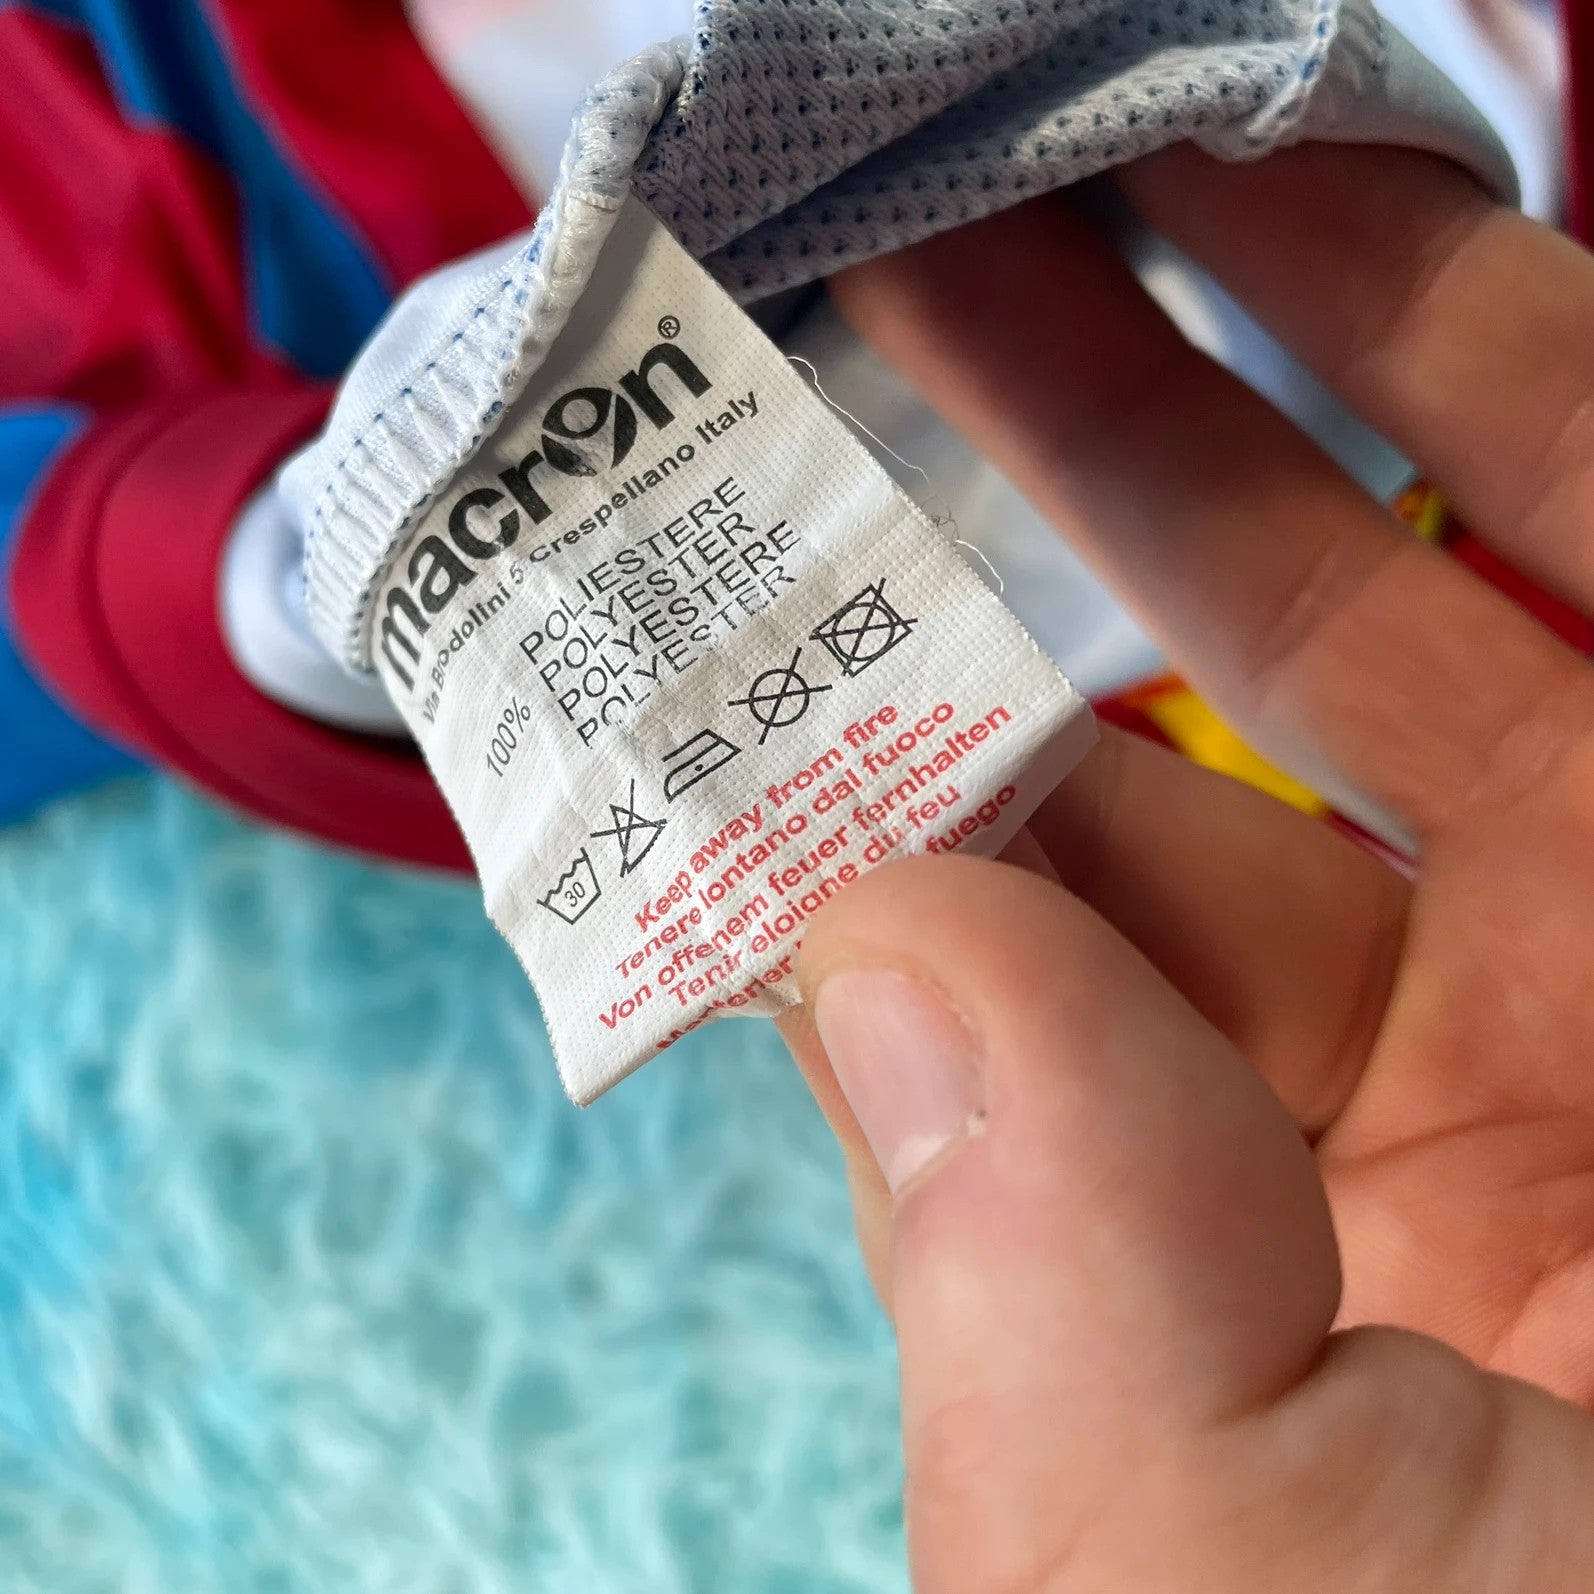 macron®
Via Brodolini 5 Crespellano Italy
POLIESTERE
POLYESTER
100% POLYESTERE
POLYESTER
30
Keep away from fire
Tenere lontano dal fuoco
Von offenem feuer fernhalten
Tenir eloigne du feu
fuego